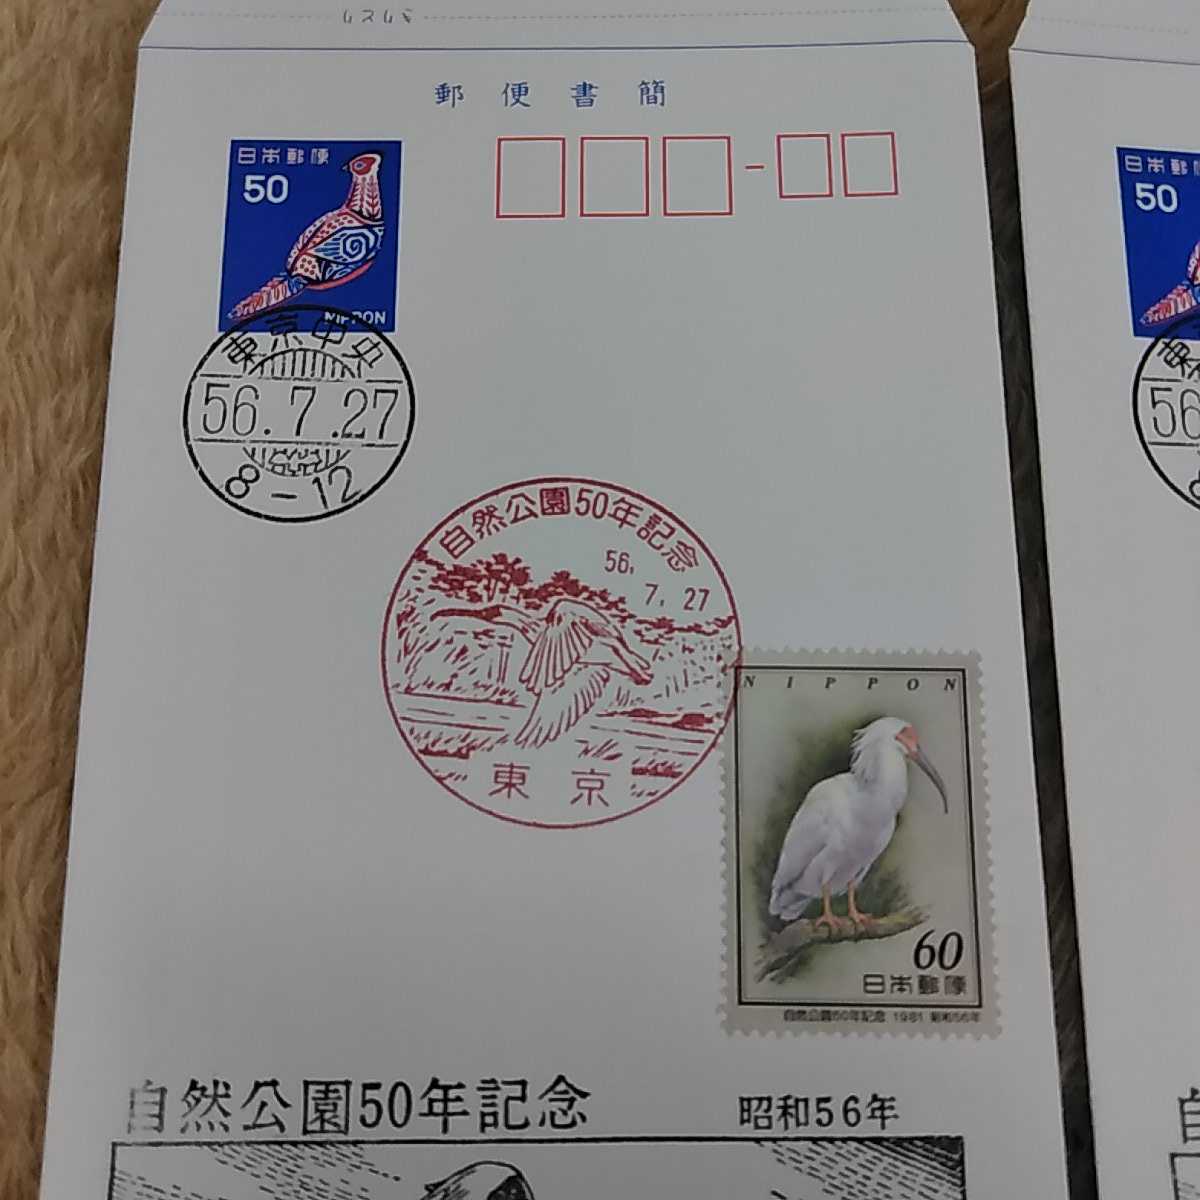 郵便書簡
日本郵便
50
NIPPON
東京中央
56.7.27
8-12
自然公園50年記念
56.
7.27
東京
NIPPON
60
日本郵便
自然公園50年記念 1981 昭和56年
自然公園50年記念
昭和56年
日本郵便
50
東
56
8
自